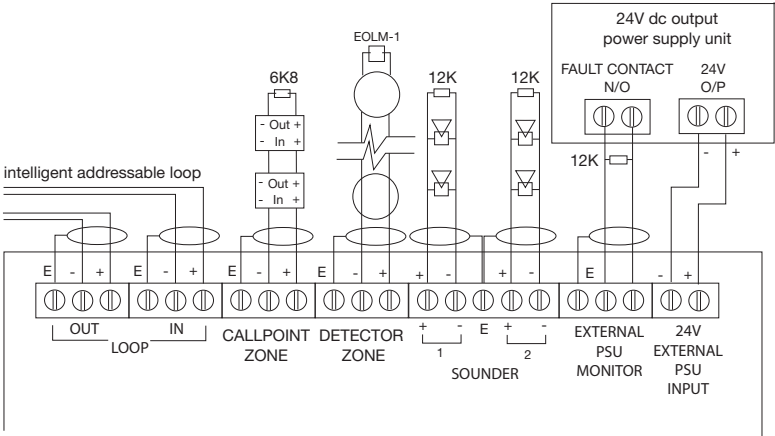 24V dc output
power supply unit
FAULT CONTACT
N/O
24V
O/P
- +
EOLM-1
6K8
12K
12K
- Out +
- In +
- Out +
- In +
12K
intelligent addressable loop
E - + E - + E - + E - + + - + - E - +
OUT IN
LOOP
CALLPOINT
ZONE
DETECTOR
ZONE
+ - E + -
1 2
SOUNDER
EXTERNAL
PSU
MONITOR
24V
EXTERNAL
PSU
INPUT